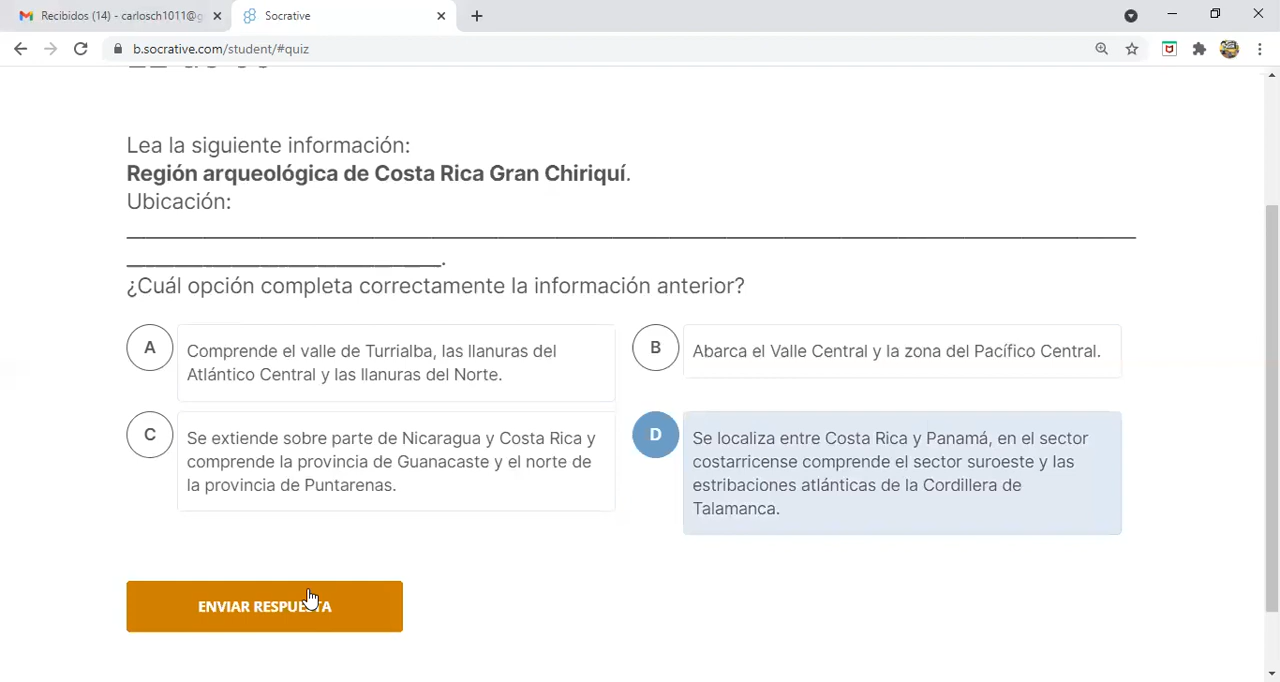 Recibidos (14) - carlosch1011@g
Socrative
b.socrative.com/student/#quiz
Lea la siguiente información:
Región arqueológica de Costa Rica Gran Chiriquí.
Ubicación:
¿Cuál opción completa correctamente la información anterior?
A
Comprende el valle de Turrialba, las llanuras del
Atlántico Central y las llanuras del Norte.
B
Abarca el Valle Central y la zona del Pacífico Central.
C
Se extiende sobre parte de Nicaragua y Costa Rica y
comprende la provincia de Guanacaste y el norte de
la provincia de Puntarenas.
D
Se localiza entre Costa Rica y Panamá, en el sector
costarricense comprende el sector suroeste y las
estribaciones atlánticas de la Cordillera de
Talamanca.
ENVIAR RESPUESTA